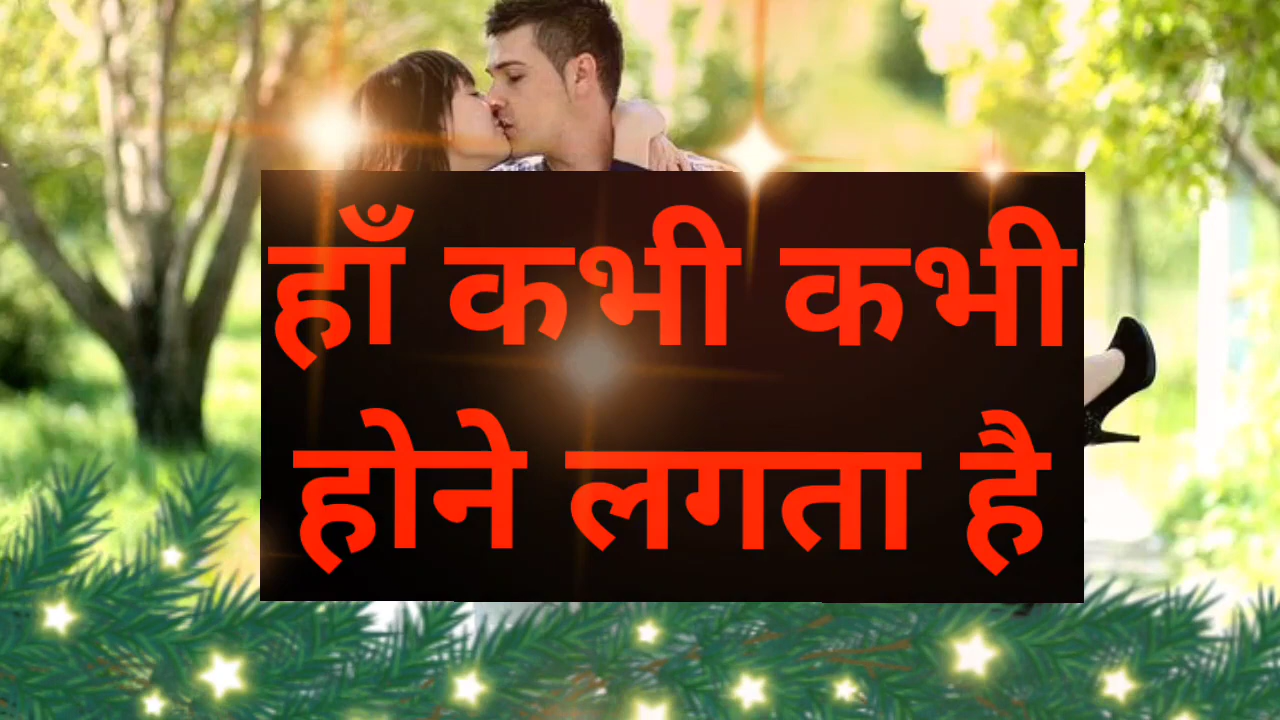 हाँ कभी कभी
होने लगता है